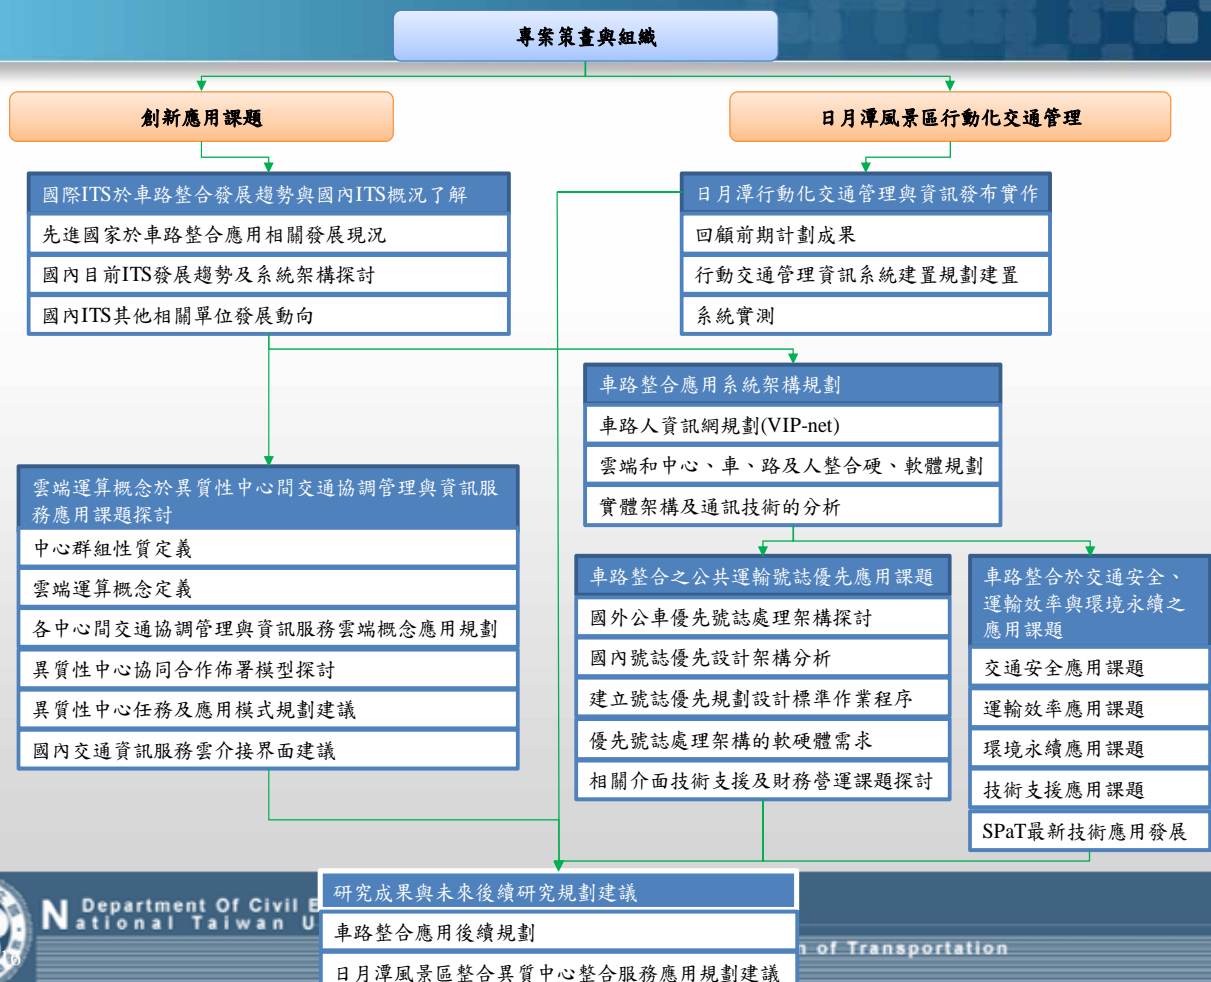 專案策畫與組織
創新應用課題
日月潭風景區行動化交通管理
國際ITS於車路整合發展趨勢與國內ITS概況了解
先進國家於車路整合應用相關發展現況
國內目前ITS發展趨勢及系統架構探討
國內ITS其他相關單位發展動向
日月潭行動化交通管理與資訊發布實作
回顧前期計劃成果
行動交通管理資訊系統建置規劃建置
系統實測
車路整合應用系統架構規劃
車路人資訊網規劃(VIP-net)
雲端和中心、車、路及人整合硬、軟體規劃
實體架構及通訊技術的分析
雲端運算概念於異質性中心間交通協調管理與資訊服
務應用課題探討
中心群組性質定義
雲端運算概念定義
各中心間交通協調管理與資訊服務雲端概念應用規劃
異質性中心協同合作佈署模型探討
異質性中心任務及應用模式規劃建議
國內交通資訊服務雲介接界面建議
車路整合之公共運輸號誌優先應用課題
國外公車優先號誌處理架構探討
國內號誌優先設計架構分析
建立號誌優先規劃設計標準作業程序
優先號誌處理架構的軟硬體需求
相關介面技術支援及財務營運課題探討
車路整合於交通安全、
運輸效率與環境永續之
應用課題
交通安全應用課題
運輸效率應用課題
環境永續應用課題
技術支援應用課題
SPaT最新技術應用發展
研究成果與未來後續研究規劃建議
車路整合應用後續規劃
日月潭風景區整合異質中心整合服務應用規劃建議
Department Of Civil E
National Taiwan U
n of Transportation